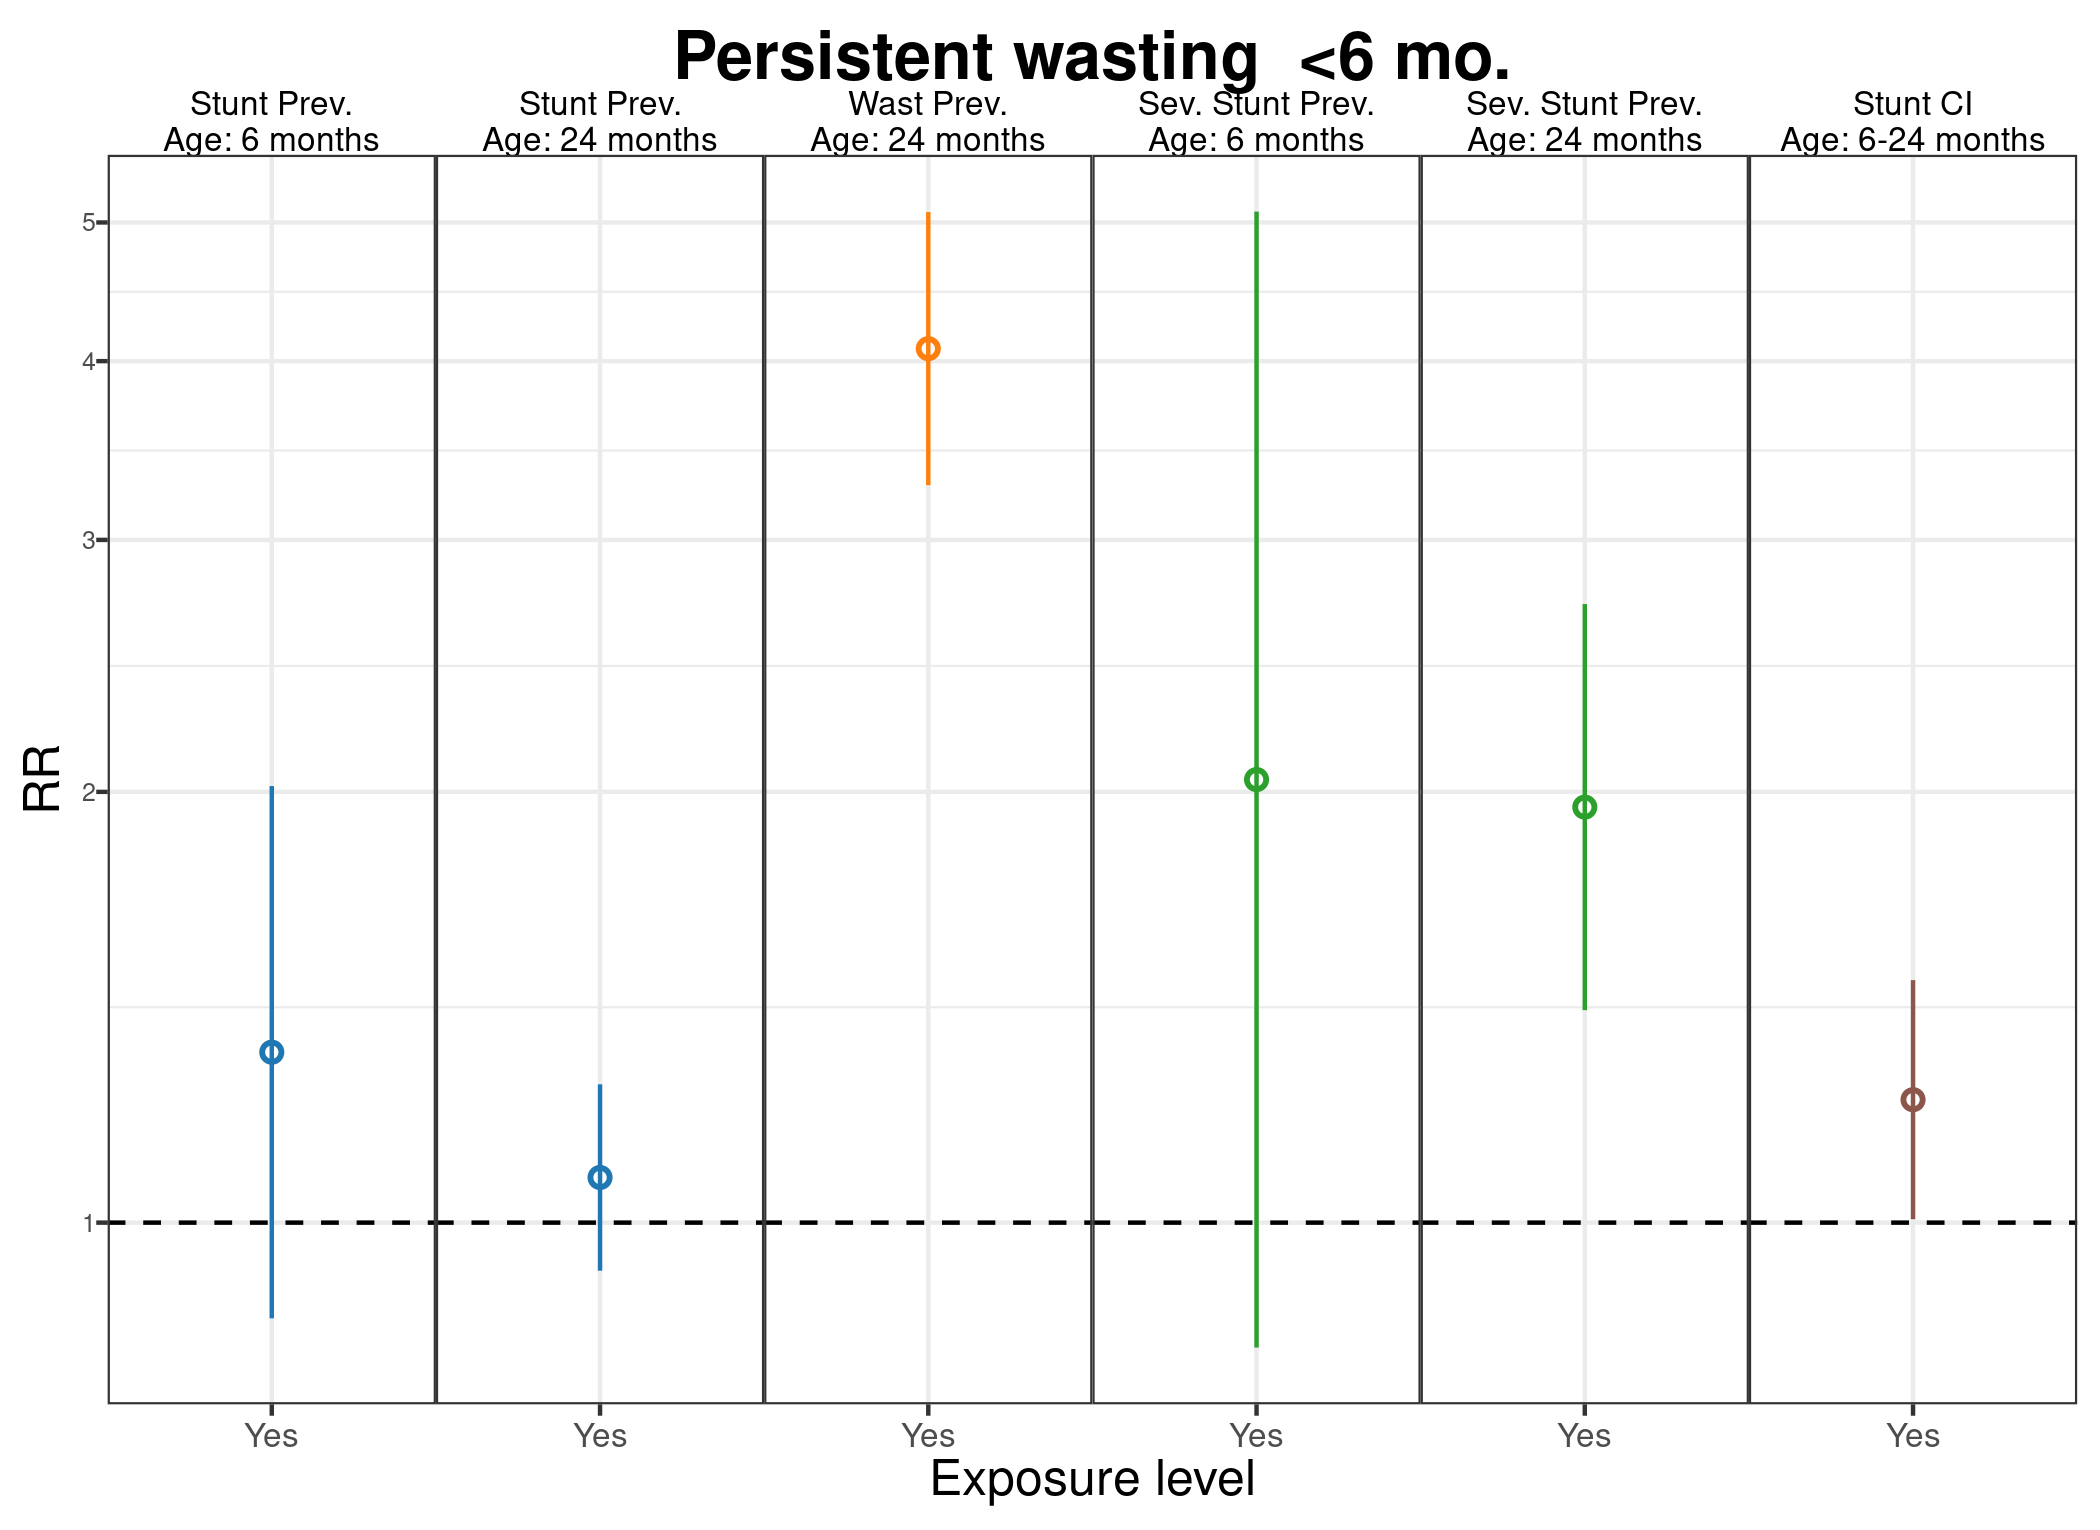 Persistent wasting  <6 mo.
Stunt Prev.
Age: 6 months
Stunt Prev.
Age: 24 months
Wast Prev.
Age: 24 months
Sev. Stunt Prev.
Age: 6 months
Sev. Stunt Prev.
Age: 24 months
Stunt CI
Age: 6-24 months
5
4
3
2
1
RR
Yes
Yes
Yes
Yes
Yes
Yes
Exposure level